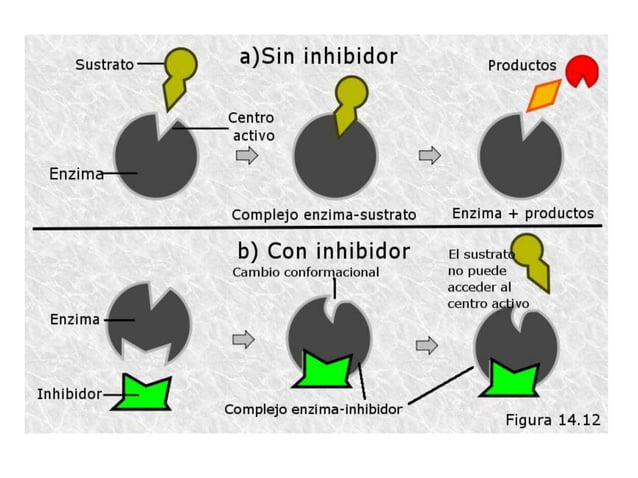 a)Sin inhibidor
Sustrato
Productos
Centro
activo
Enzima
Complejo enzima-sustrato
Enzima + productos
b) Con inhibidor
Cambio conformacional
El sustrato
no puede
acceder al
centro activo
Enzima
Inhibidor
Complejo enzima-inhibidor
Figura 14.12